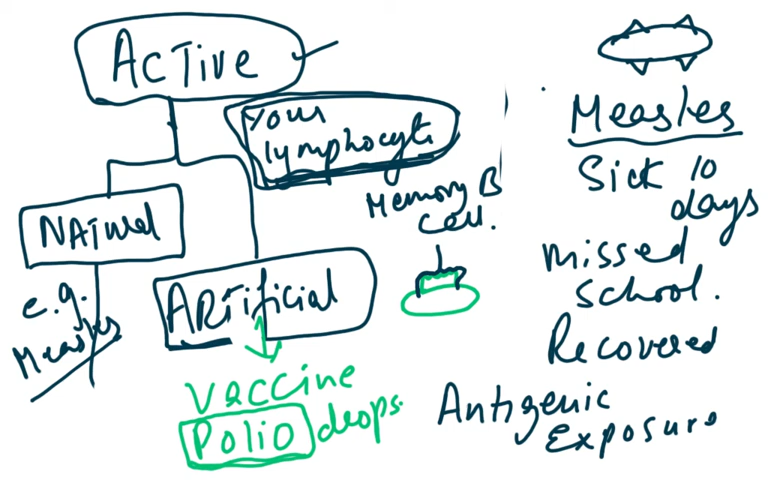 ACTive
Your
lymphocyte
NATURal
e.g.
Measles
ARTificial
Vaccine
Polio drops.
Memory B
Cell.
Measles
Sick 10
days
missed
School.
Recovered
Antigenic
Exposure